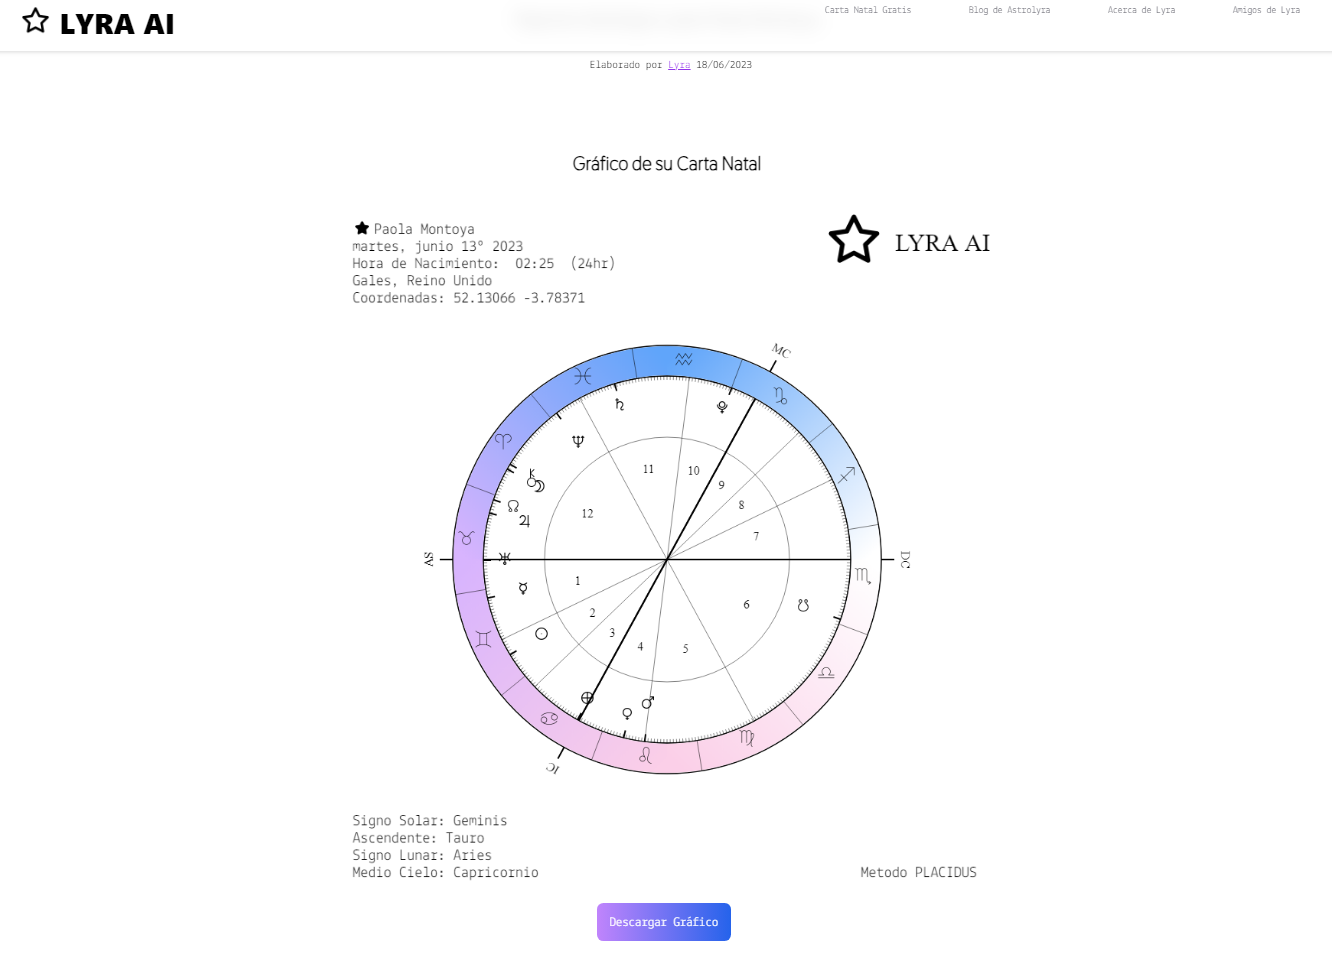 LYRA AI
Carta Natal Gratis
Blog de Astrolyra
Acerca de Lyra
Amigos de Lyra
Elaborado por Lyra 18/06/2023
Gráfico de su Carta Natal
Paola Montoya
martes, junio 13º 2023
Hora de Nacimiento: 02:25 (24hr)
Gales, Reino Unido
Coordenadas: 52.13066 -3.78371
LYRA AI
MC
11
10
9
8
12
7
AS
DC
1
6
2
3
4
5
IC
Signo Solar: Geminis
Ascendente: Tauro
Signo Lunar: Aries
Medio Cielo: Capricornio
Metodo PLACIDUS
Descargar Gráfico